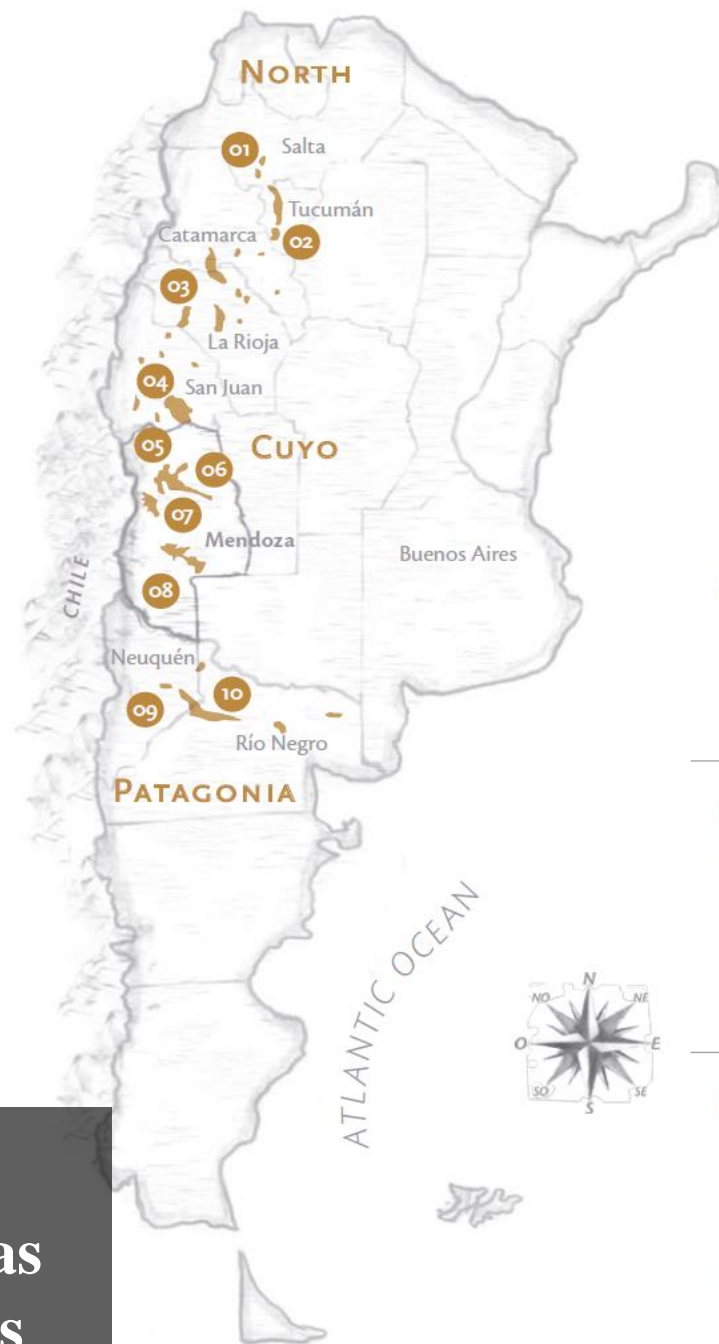 NORTH
01
Salta
Tucumán
Catamarca
02
03
La Rioja
04
San Juan
05
CUYO
06
07
Mendoza
Buenos Aires
CHILE
08
Neuquén
10
09
Río Negro
PATAGONIA
ATLANTIC OCEAN
N
NO
NE
O
E
SO
SE
S
as
s